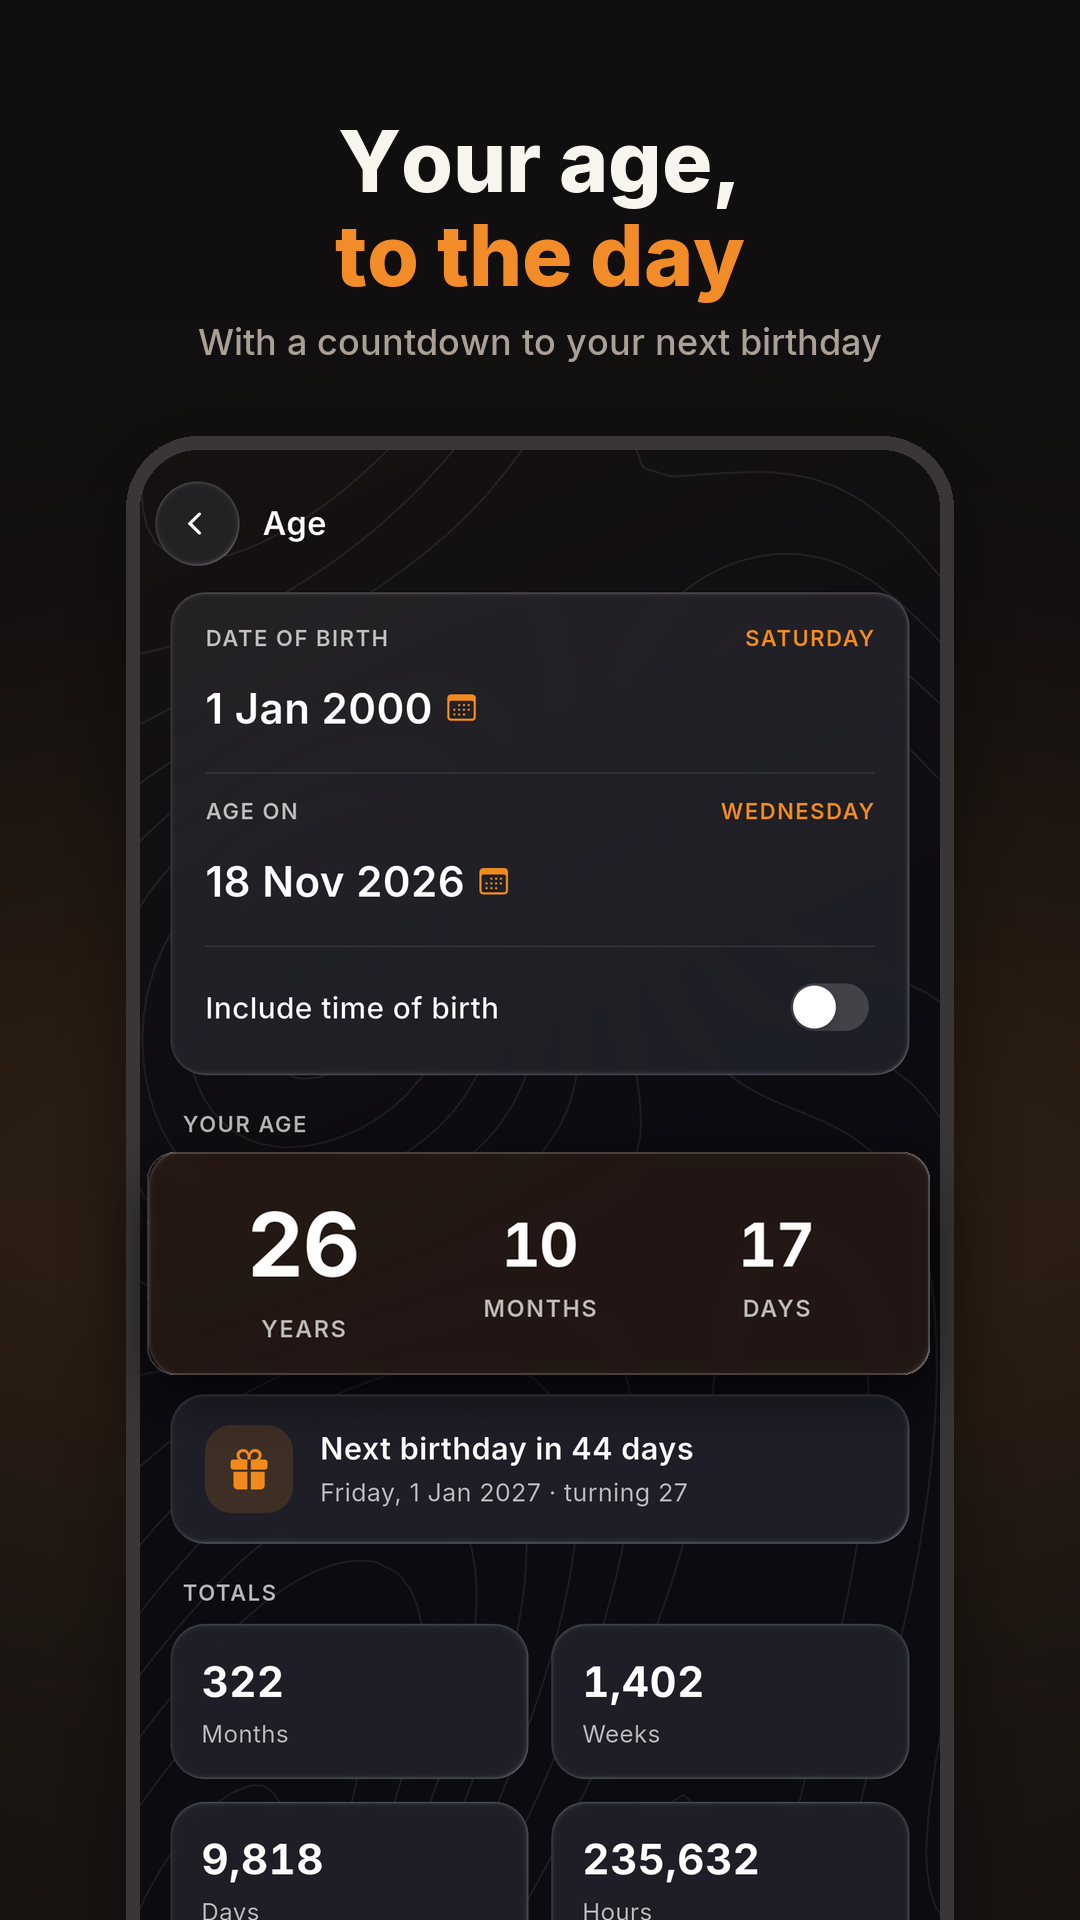 Your age,
to the day
With a countdown to your next birthday
Age
DATE OF BIRTH SATURDAY
1 Jan 2000
AGE ON WEDNESDAY
18 Nov 2026
Include time of birth
YOUR AGE
26 10 17
YEARS MONTHS DAYS
Next birthday in 44 days
Friday, 1 Jan 2027 · turning 27
TOTALS
322 1,402
Months Weeks
9,818 235,632
Days Hours